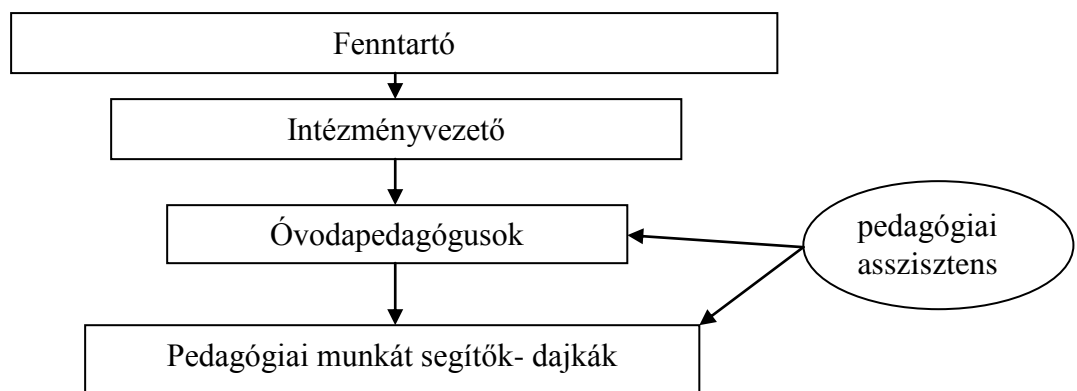 Fenntartó
Intézményvezető
Óvodapedagógusok
pedagógiai
asszisztens
Pedagógiai munkát segítők- dajkák